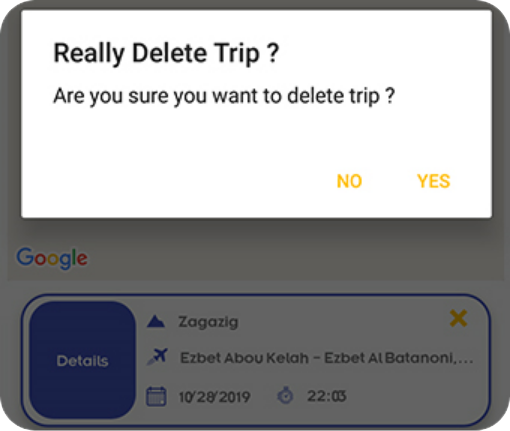 Really Delete Trip ?
Are you sure you want to delete trip ?
NO YES
Google
Zagazig
Details
Ezbet Abou Kelah - Ezbet Al Batanoni,...
10/28/2019 22:03